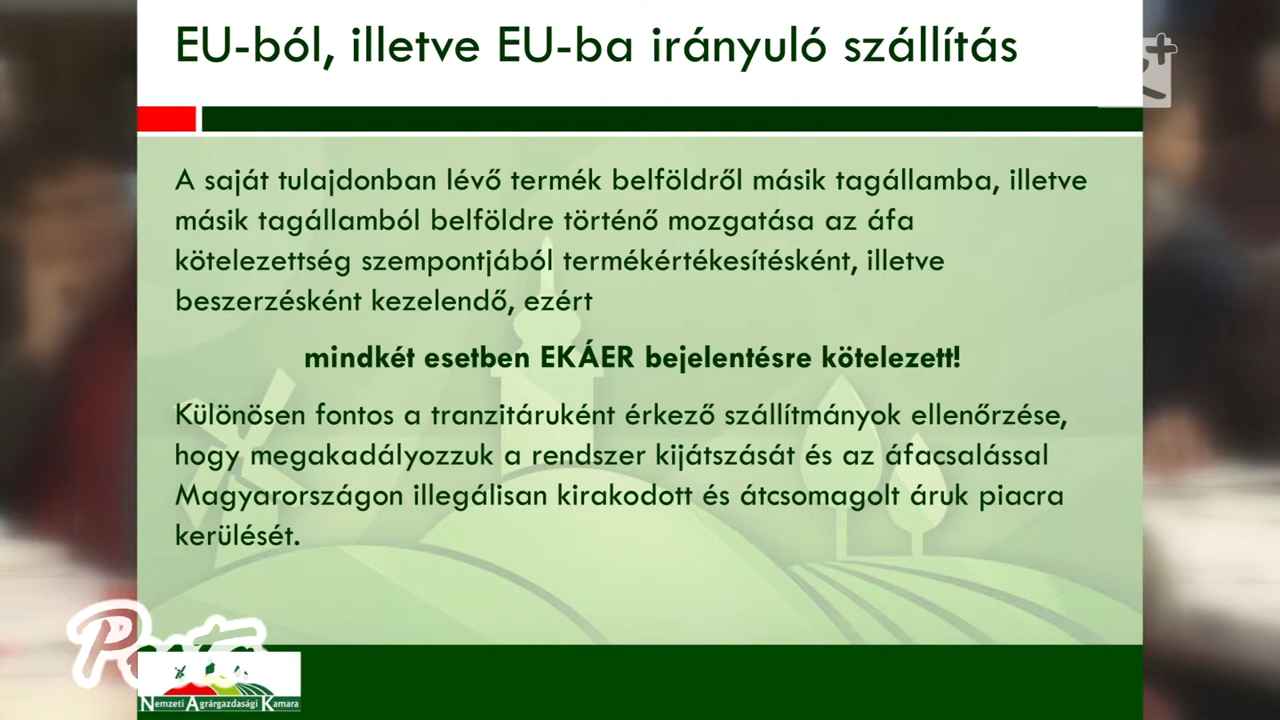 EU-ból, illetve EU-ba irányuló szállítás
A saját tulajdonban lévő termék belföldről másik tagállamba, illetve
másik tagállamból belföldre történő mozgatása az áfa
kötelezettség szempontjából termékértékesítésként, illetve
beszerzésként kezelendő, ezért
mindkét esetben EKÁER bejelentésre kötelezett!
Különösen fontos a tranzitáruként érkező szállítmányok ellenőrzése,
hogy megakadályozzuk a rendszer kijátszását és az áfacsalással
Magyarországon illegálisan kirakodott és átcsomagolt áruk piacra
kerülését.
Nemzeti Agrárgazdasági Kamara